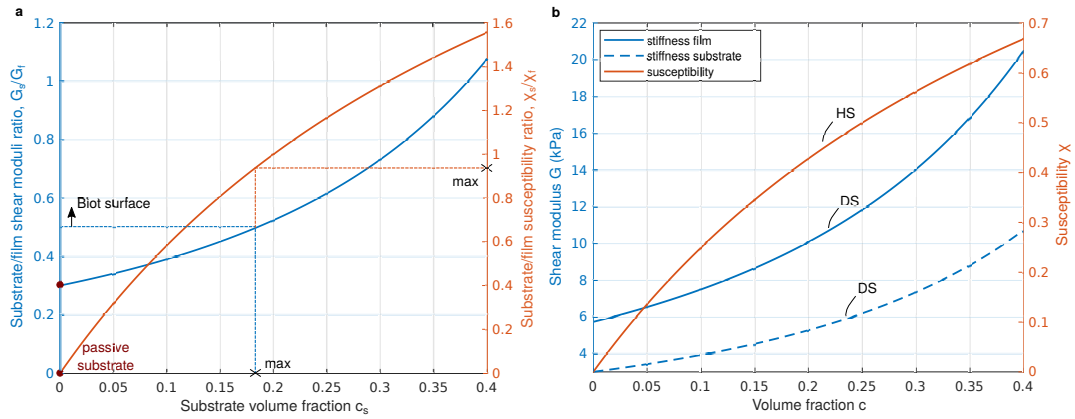 a
b
1.2
1
0.8
0.6
0.4
0.2
0
Substrate/film shear moduli ratio, Gₛ/G_f
Biot surface
passive
substrate
max
max
0
0.05
0.1
0.15
0.2
0.25
0.3
0.35
0.4
Substrate volume fraction cₛ
1.6
1.4
1.2
1
0.8
0.6
0.4
0.2
0
Substrate/film susceptibility ratio, χₛ/χ_f
22
20
18
16
14
12
10
8
6
4
Shear modulus G (kPa)
stiffness film
stiffness substrate
susceptibility
HS
DS
DS
0
0.05
0.1
0.15
0.2
0.25
0.3
0.35
0.4
Volume fraction c
0.7
0.6
0.5
0.4
0.3
0.2
0.1
0
Susceptibility χ